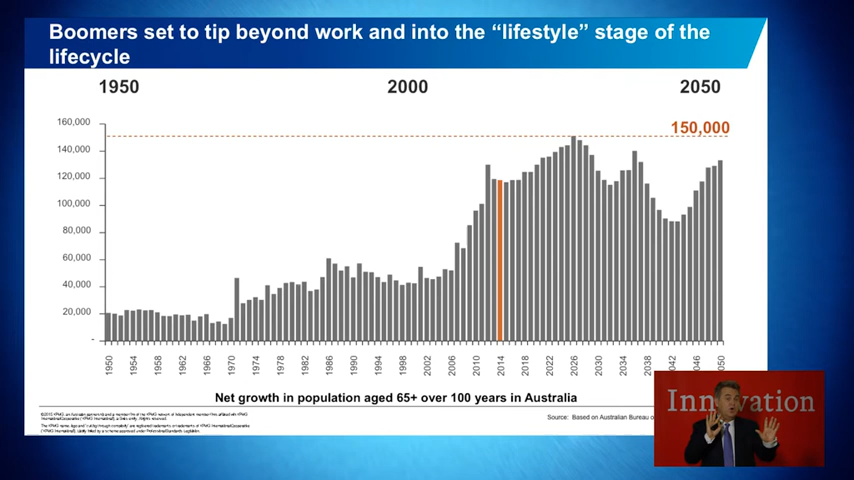 Boomers set to tip beyond work and into the “lifestyle” stage of the
lifecycle
1950 2000 2050
150,000
160,000
140,000
120,000
100,000
80,000
60,000
40,000
20,000
-
1950 1954 1958 1962 1966 1970 1974 1978 1982 1986 1990 1994 1998 2002 2006 2010 2014 2018 2022 2026 2030 2034 2038 2042 2046 2050
Net growth in population aged 65+ over 100 years in Australia
Source: Based on Australian Bureau
Innovation